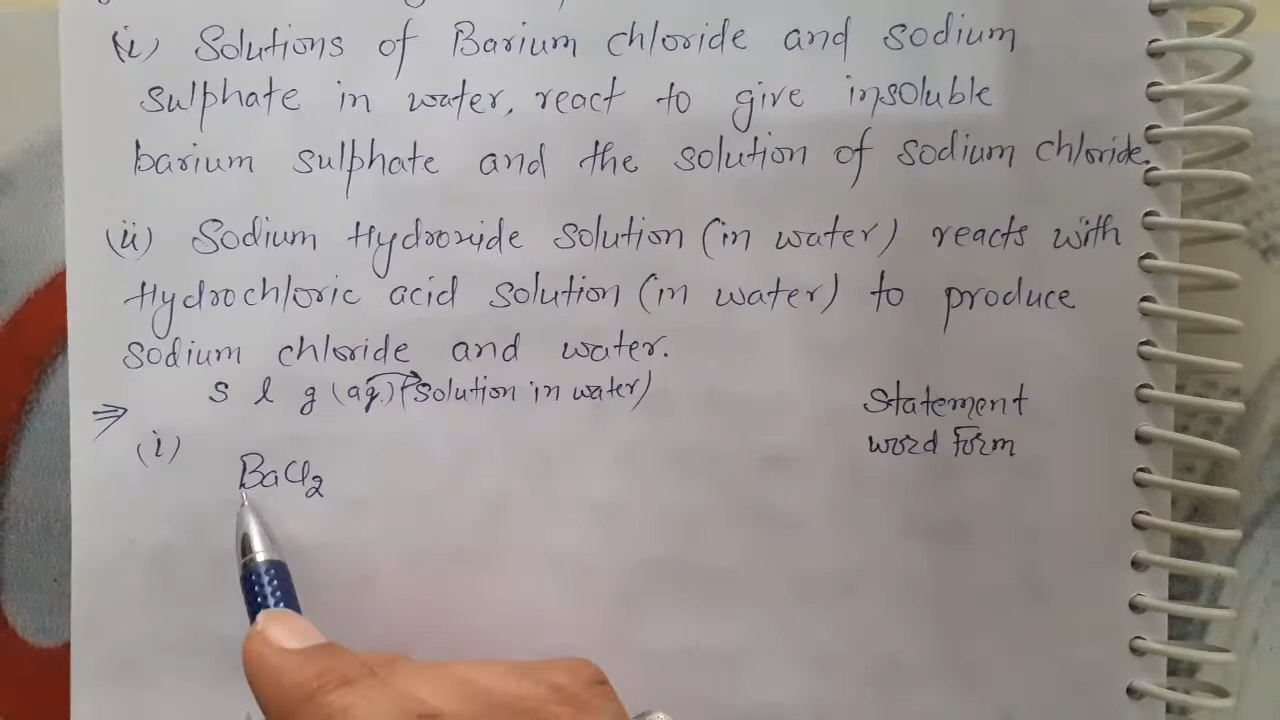 (i) Solutions of Barium chloride and sodium
sulphate in water, react to give insoluble
barium sulphate and the solution of sodium chloride.
(ii) Sodium Hydroxide solution (in water) reacts with
Hydrochloric acid solution (in water) to produce
sodium chloride and water.
s l g (aq.) (solution in water)
Statement
word form
⇒
(i)
BaCl2